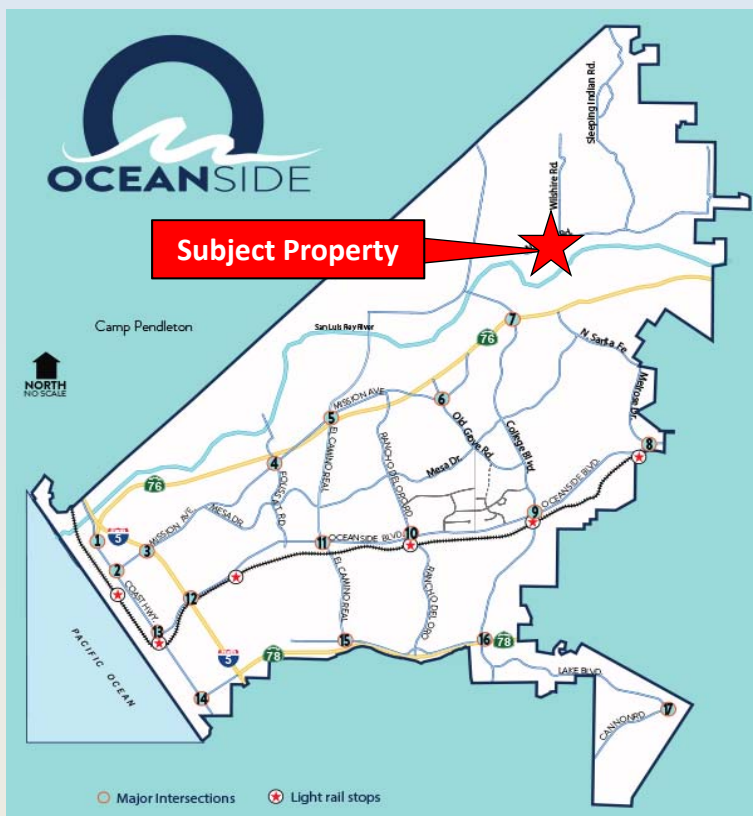 OCEANSIDE
Sleeping Indian Rd.
Wilshire Rd.
Rd.
Subject Property
Camp Pendleton
San Luis Rey River
NORTH
NO SCALE
76
7
N. Santa Fe
Melrose Dr.
MISSION AVE
6
5
Old Grove Rd.
College Blvd.
8
EL CAMINO REAL
RANCHO DEL ORO RD
Mesa Dr.
4
76
FOUSSAT RD
OCEANSIDE BLVD.
9
1
5
3
MISSION AVE
MESA DR.
11
OCEANSIDE BLVD.
10
2
COAST HWY.
12
EL CAMINO REAL
RANCHO DEL ORO
13
15
16
78
5
78
PACIFIC OCEAN
LAKE BLVD.
14
17
CANNON RD
Major Intersections
Light rail stops